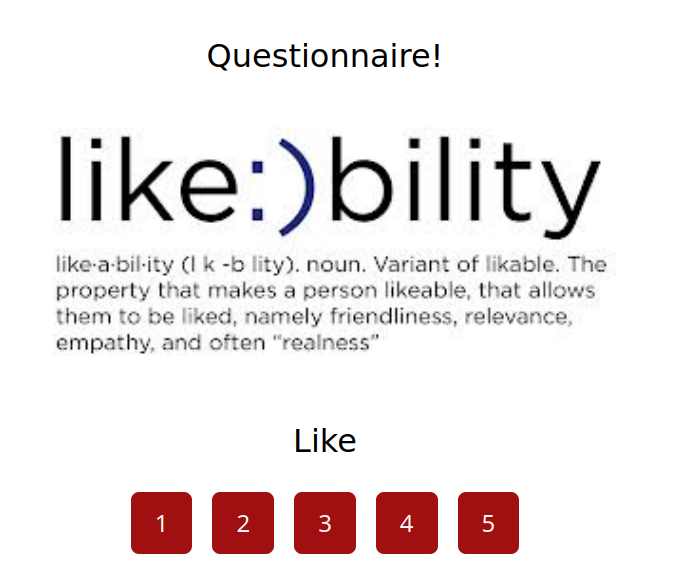 Questionnaire!
like:)bility
like·a·bil·ity (l k -b lity). noun. Variant of likable. The
property that makes a person likeable, that allows
them to be liked, namely friendliness, relevance,
empathy, and often “realness”
Like
1 2 3 4 5